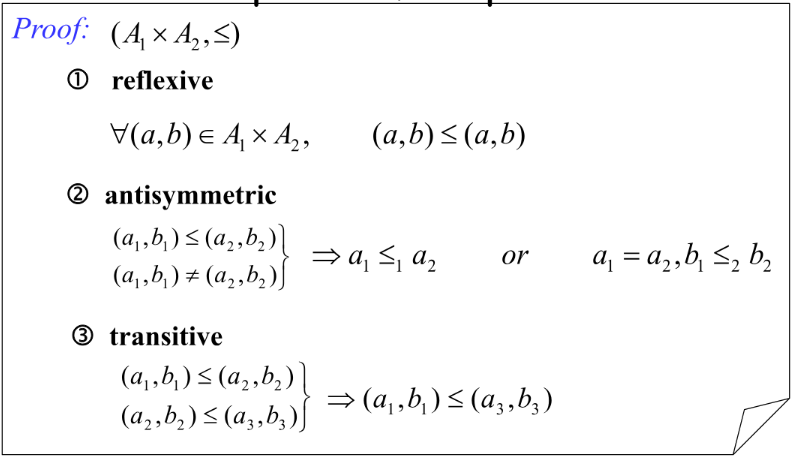 Proof: (A₁ × A₂,≤)
① reflexive
∀(a,b) ∈ A₁ × A₂, (a,b) ≤ (a,b)
② antisymmetric
(a₁,b₁) ≤ (a₂,b₂)
(a₁,b₁) ≠ (a₂,b₂)} ⇒ a₁ ≤₁ a₂ or a₁ = a₂,b₁ ≤₂ b₂
③ transitive
(a₁,b₁) ≤ (a₂,b₂)
(a₂,b₂) ≤ (a₃,b₃)} ⇒ (a₁,b₁) ≤ (a₃,b₃)